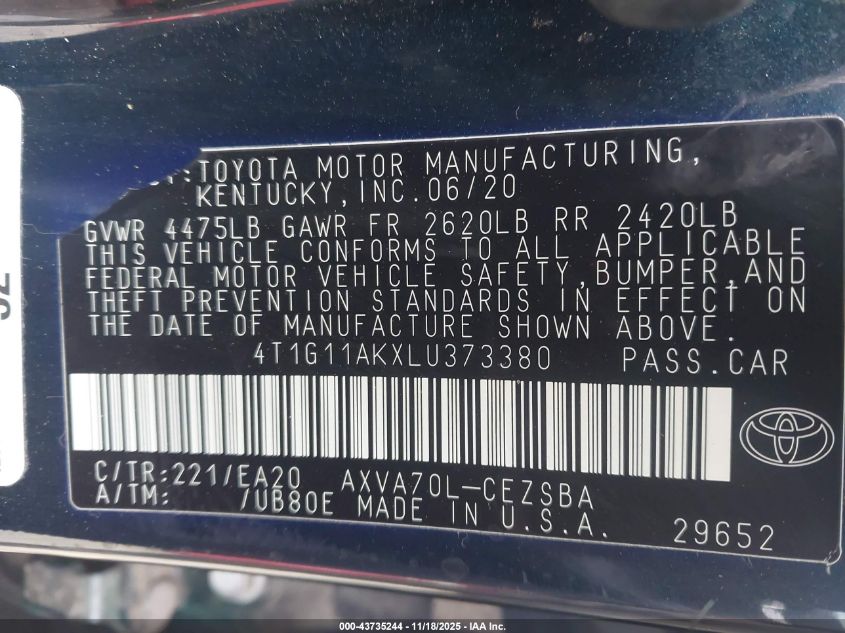 :TOYOTA MOTOR MANUFACTURING,
KENTUCKY, INC. 06/20
GVWR 4475LB GAWR FR 2620LB RR 2420LB
THIS VEHICLE CONFORMS TO ALL APPLICABLE
FEDERAL MOTOR VEHICLE SAFETY, BUMPER, AND
THEFT PREVENTION STANDARDS IN EFFECT ON
THE DATE OF MANUFACTURE SHOWN ABOVE.
4T1G11AKXLU373380 PASS.CAR
C/TR:221/EA20 AXVA70L-CEZSBA
A/TM: /UB80E MADE IN U.S.A.
29652
000-43735244 | 11/18/2025 - IAA Inc.